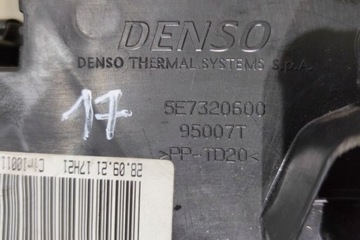 DENSO
DENSO THERMAL SYSTEMS S.p.A.
17
5E7320600
95007T
>PP-TD20<
28.09.21 17H21